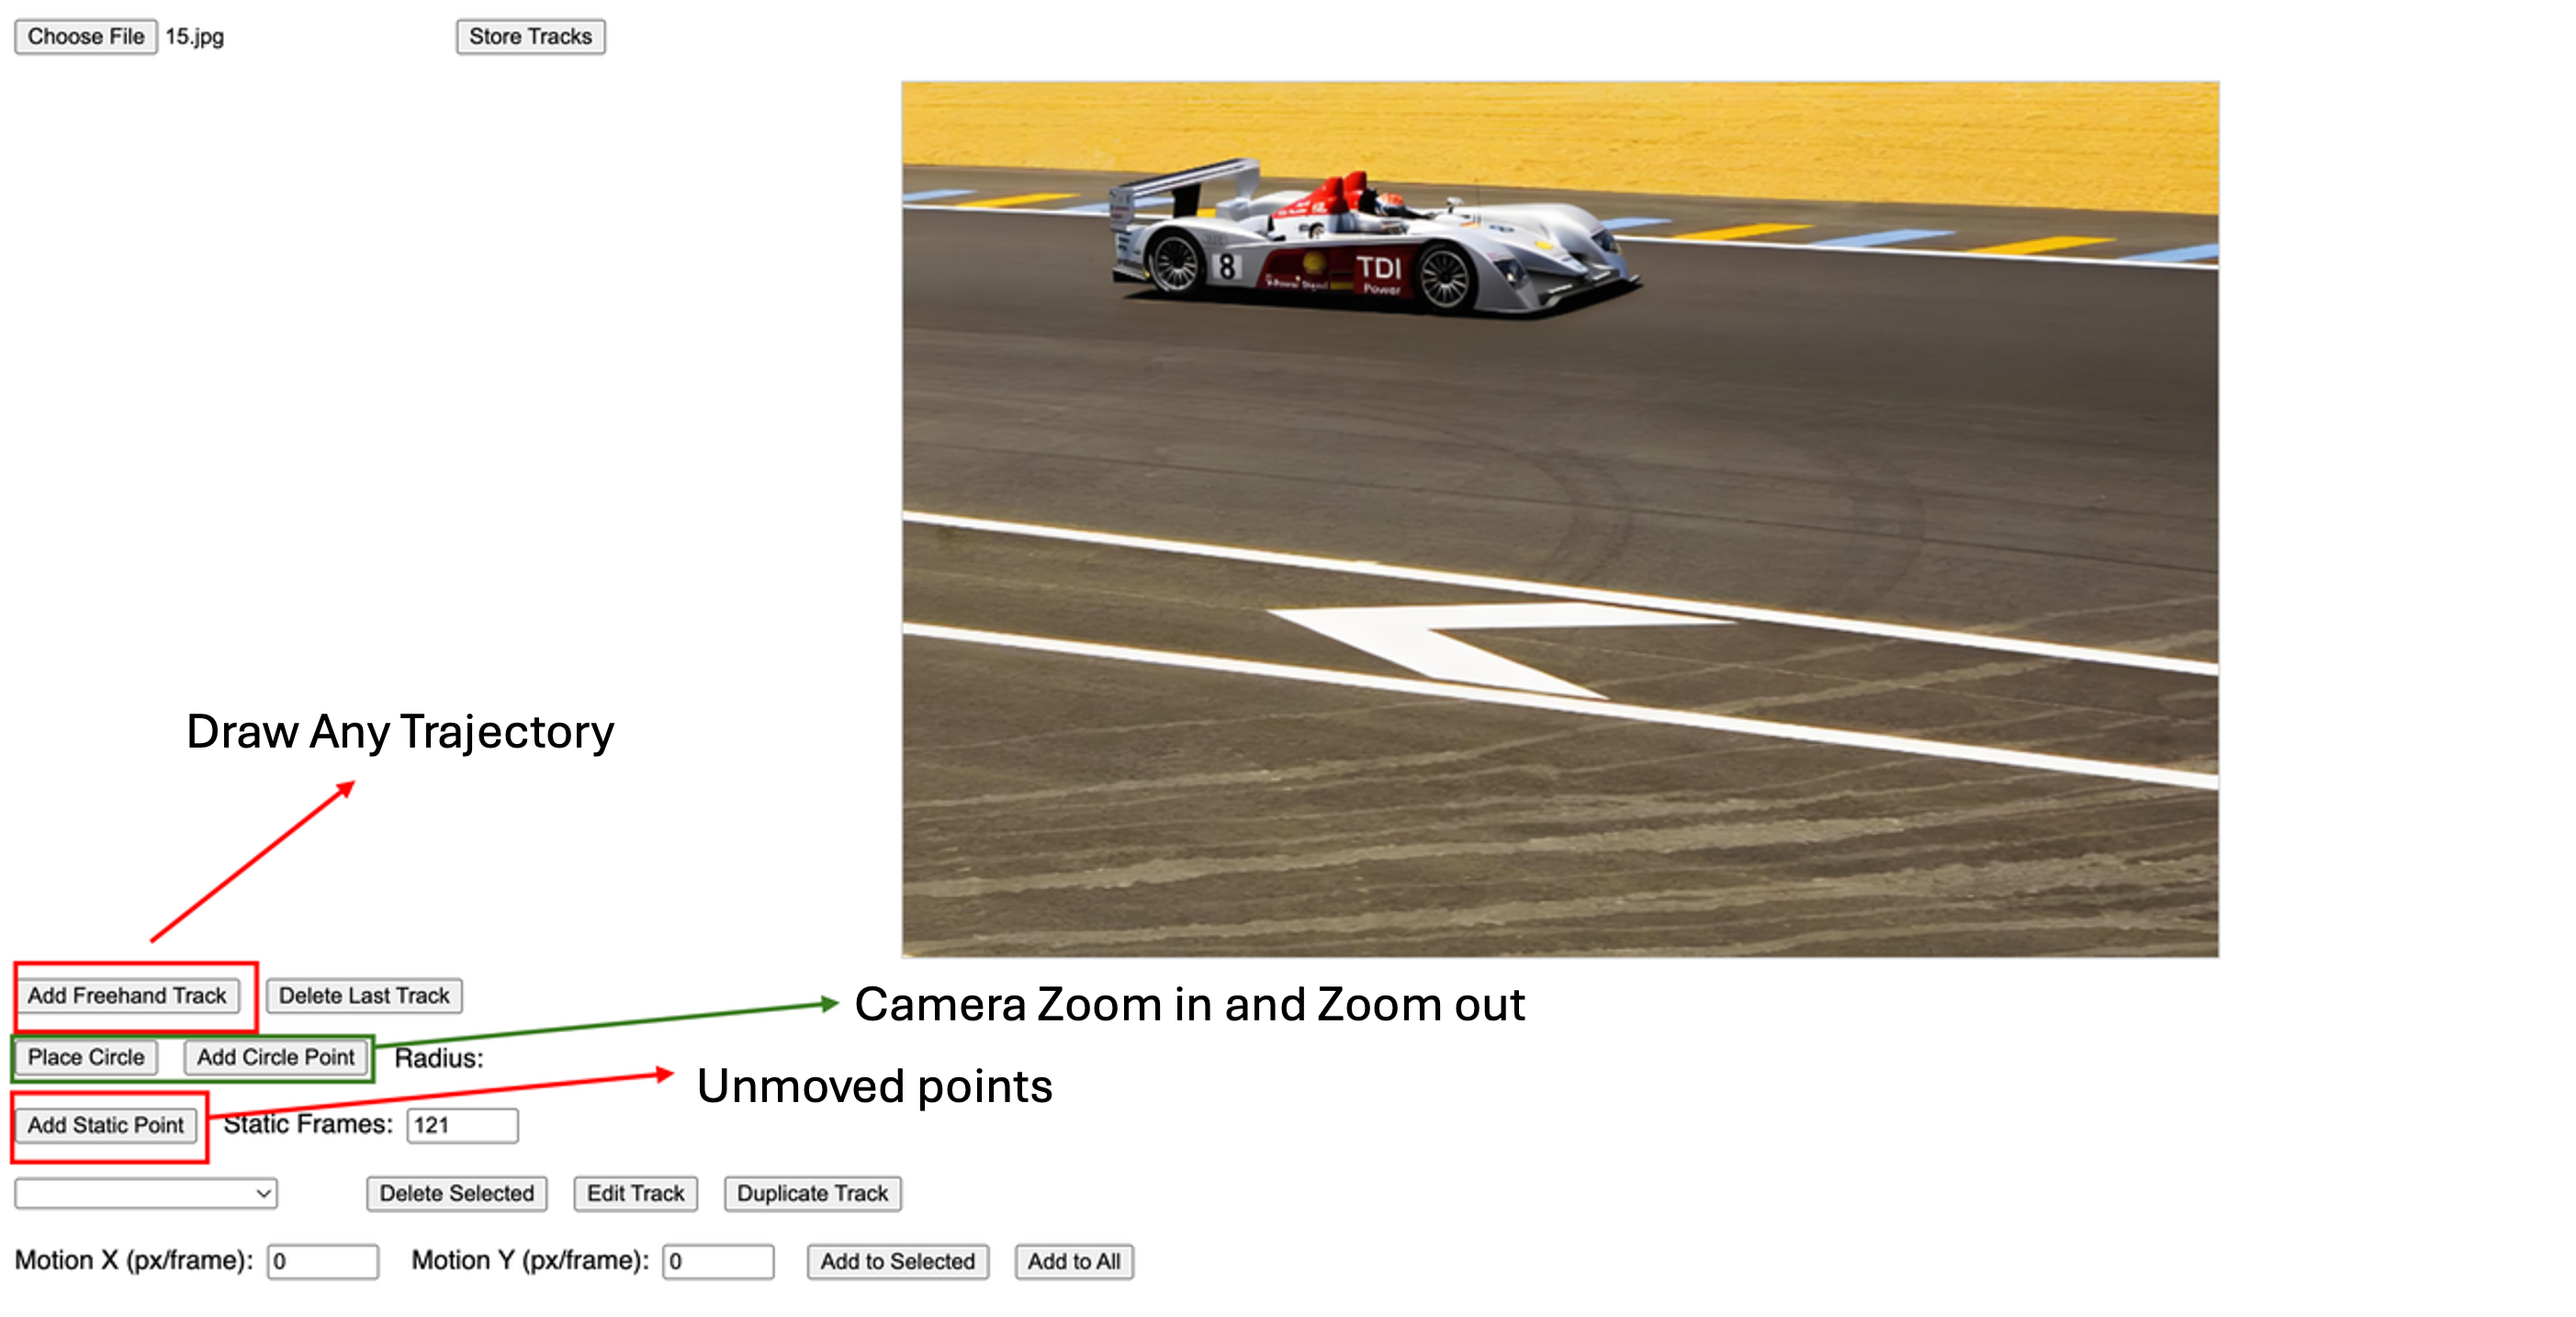 Choose File 15.jpg Store Tracks
8
TDI
Power
Draw Any Trajectory
Add Freehand Track Delete Last Track
Camera Zoom in and Zoom out
Place Circle Add Circle Point Radius:
Unmoved points
Add Static Point Static Frames: 121
Delete Selected Edit Track Duplicate Track
Motion X (px/frame): 0 Motion Y (px/frame): 0 Add to Selected Add to All